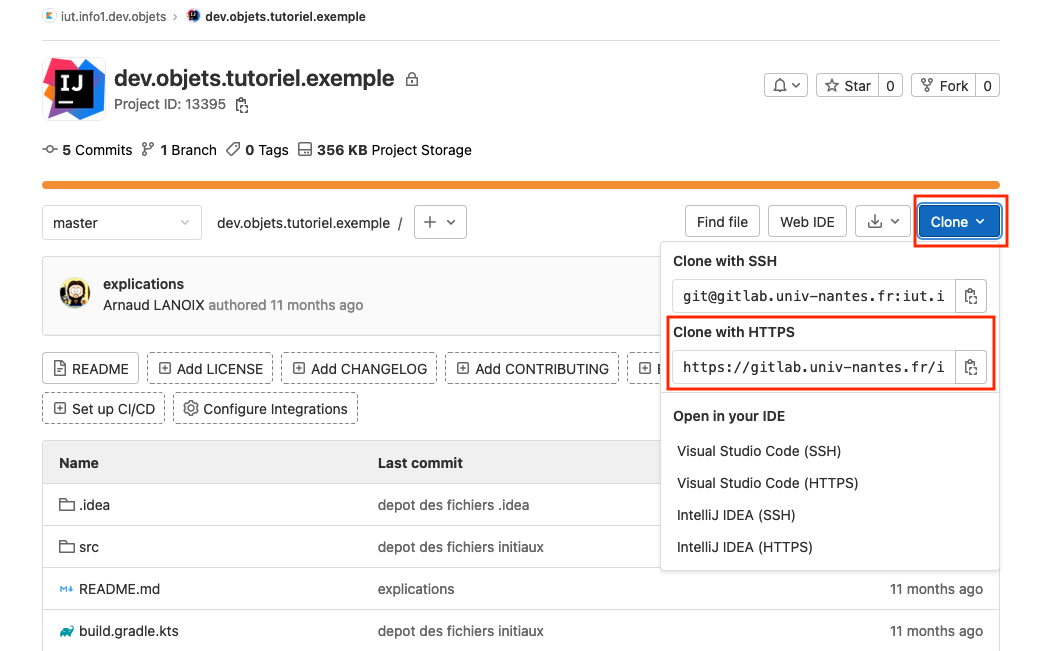 iut.info1.dev.objets › dev.objets.tutoriel.exemple
IJ
dev.objets.tutoriel.exemple
Project ID: 13395
Star 0
Fork 0
5 Commits 1 Branch 0 Tags 356 KB Project Storage
master
dev.objets.tutoriel.exemple / +
Find file
Web IDE
Clone
explications
Arnaud LANOIX authored 11 months ago
Clone with SSH
git@gitlab.univ-nantes.fr:iut.i
Clone with HTTPS
https://gitlab.univ-nantes.fr/i
Open in your IDE
Visual Studio Code (SSH)
Visual Studio Code (HTTPS)
IntelliJ IDEA (SSH)
IntelliJ IDEA (HTTPS)
README Add LICENSE Add CHANGELOG Add CONTRIBUTING
Set up CI/CD Configure Integrations
Name Last commit
.idea depot des fichiers .idea
src depot des fichiers initiaux
README.md explications 11 months ago
build.gradle.kts depot des fichiers initiaux 11 months ago